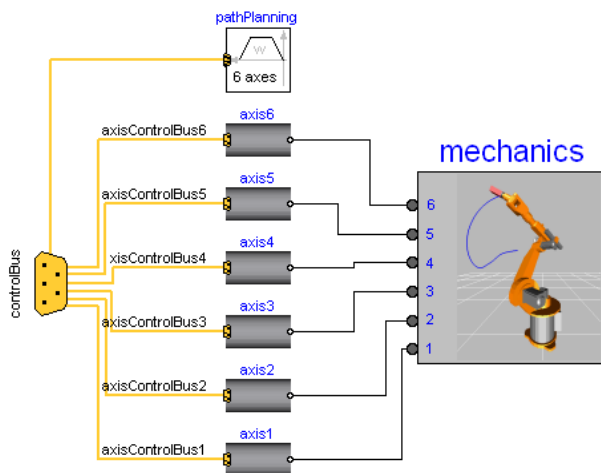 pathPlanning
w
6 axes
axis6
axisControlBus6
mechanics
axis5
axisControlBus5
6
5
axis4
xisControlBus4
4
controlBus
axis3
3
axisControlBus3
2
axis2
1
axisControlBus2
axis1
axisControlBus1